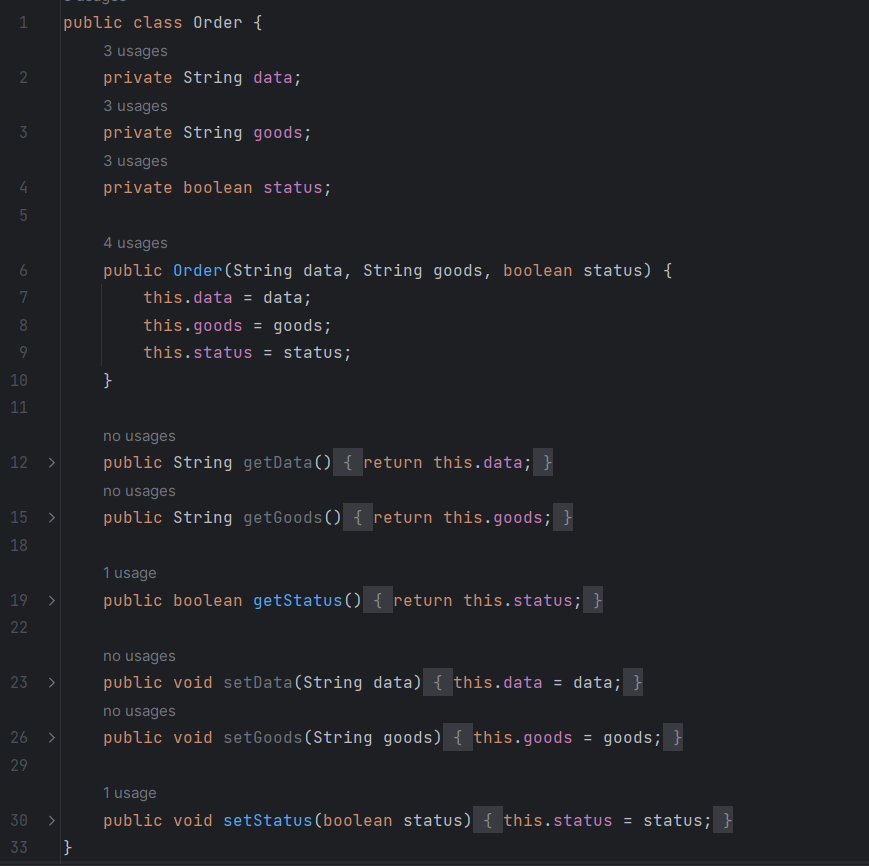 1 public class Order {
3 usages
2 private String data;
3 usages
3 private String goods;
3 usages
4 private boolean status;
5
4 usages
6 public Order(String data, String goods, boolean status) {
7 this.data = data;
8 this.goods = goods;
9 this.status = status;
10 }
11
no usages
12 > public String getData() { return this.data; }
no usages
15 > public String getGoods() { return this.goods; }
18
1 usage
19 > public boolean getStatus() { return this.status; }
22
no usages
23 > public void setData(String data) { this.data = data; }
no usages
26 > public void setGoods(String goods) { this.goods = goods; }
29
1 usage
30 > public void setStatus(boolean status) { this.status = status; }
33 }